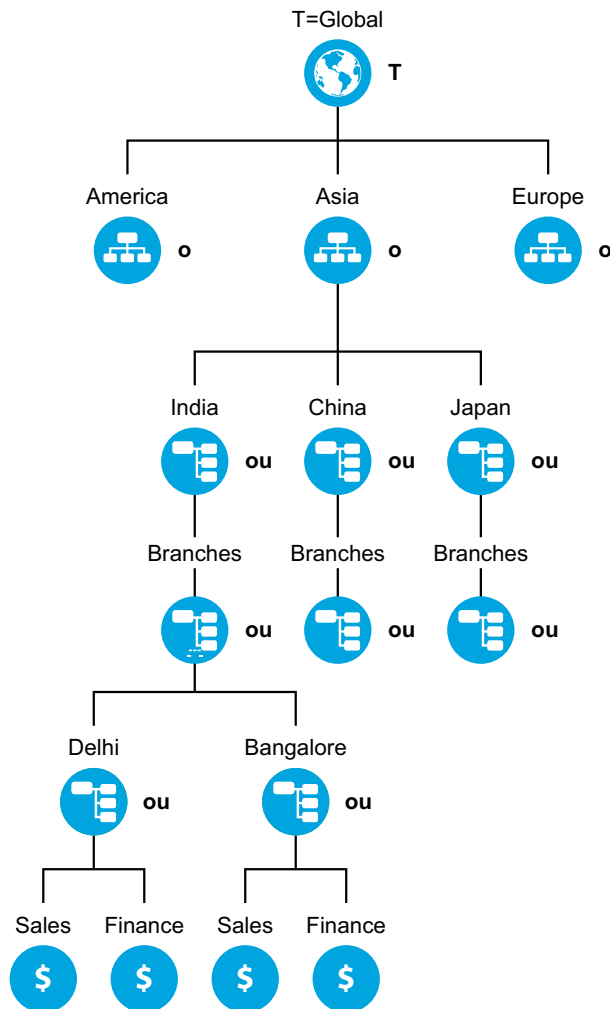 T=Global
T
America Asia Europe
o o o
India China Japan
ou ou ou
Branches Branches Branches
ou ou ou
Delhi Bangalore
ou ou
Sales Finance Sales Finance
$ $ $ $